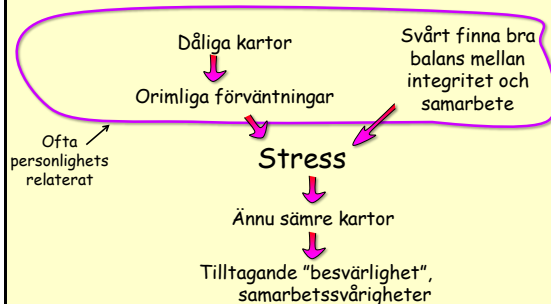 Dåliga kartor
Orimliga förväntningar
Svårt finna bra
balans mellan
integritet och
samarbete
Ofta
personlighets
relaterat
Stress
Ännu sämre kartor
Tilltagande ”besvärlighet”,
samarbetssvårigheter